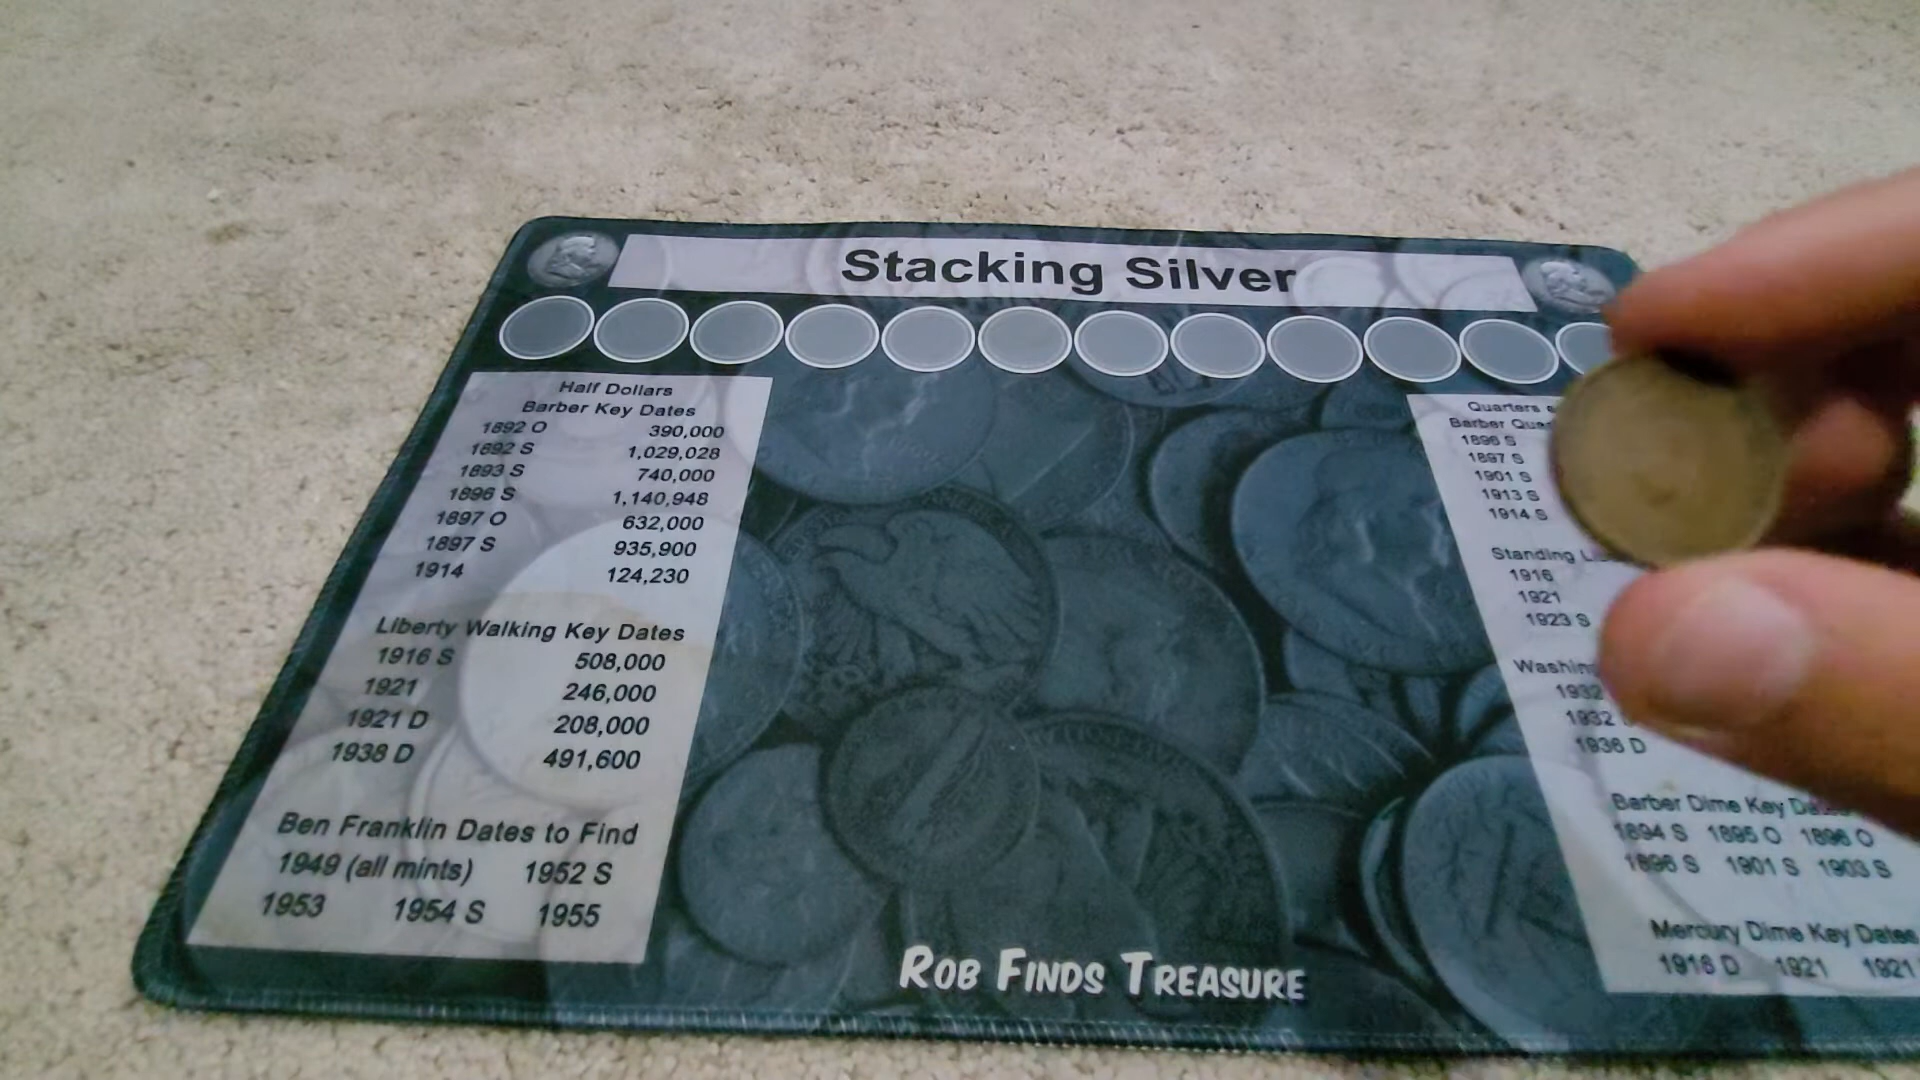 Stacking Silver
Half Dollars
Barber Key Dates
1892 O 390,000
1892 S 1,029,028
1893 S 740,000
1896 S 1,140,948
1897 O 632,000
1897 S 935,900
1914 124,230
Liberty Walking Key Dates
1916 S 508,000
1921 246,000
1921 D 208,000
1938 D 491,600
Ben Franklin Dates to Find
1949 (all mints) 1952 S
1953 1954 S 1955
Quarters
Barber
1896 S
1897 S
1901 S
1913 S
1914 S
Standing
1916
1921
1923 S
1932
1932
1936 D
Barber Dime Key
1894 S 1895 O 1896 O
1896 S 1901 S 1903 S
Mercury Dime Key Dates
1916 D 1921 1921
ROB FINDS TREASURE